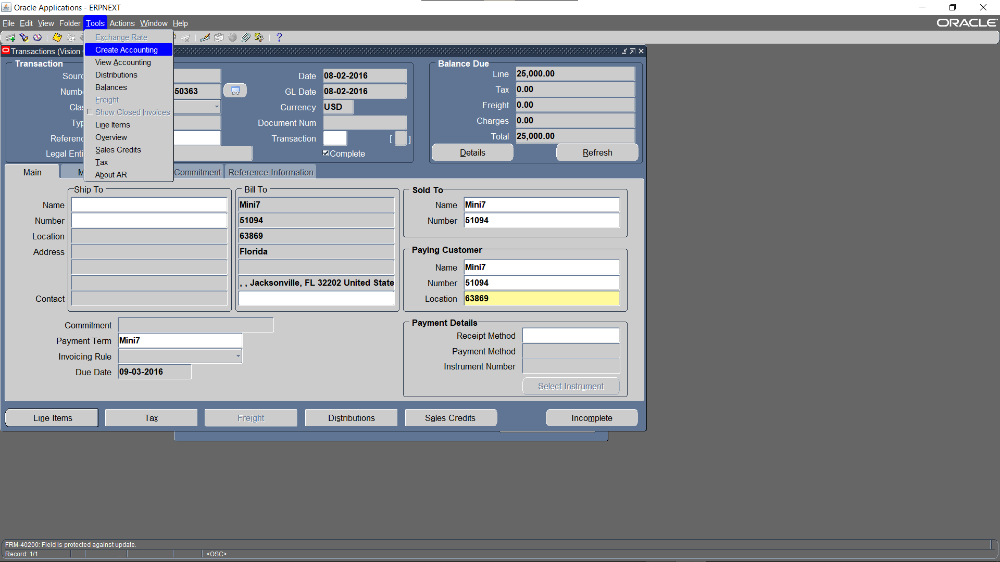 Oracle Applications - ERPNEXT
File Edit View Folder Tools Actions Window Help
ORACLE
Exchange Rate
Create Accounting
View Accounting
Distributions
Balances
Freight
Show Closed Invoices
Line Items
Overview
Sales Credits
Tax
About AR
Transactions (Vision
Transaction
Sourc
Numbe 50363
Clas
Typ
Referenc
Legal Enti
Date 08-02-2016
GL Date 08-02-2016
Currency USD
Document Num
Transaction [ ]
Complete
Balance Due
Line 25,000.00
Tax 0.00
Freight 0.00
Charges 0.00
Total 25,000.00
Details Refresh
Main M Commitment Reference Information
Ship To
Name
Number
Location
Address
Contact
Bill To
Mini7
51094
63869
Florida
, , Jacksonville, FL 32202 United State
Sold To
Name Mini7
Number 51094
Paying Customer
Name Mini7
Number 51094
Location 63869
Commitment
Payment Term Mini7
Invoicing Rule
Due Date 09-03-2016
Payment Details
Receipt Method
Payment Method
Instrument Number
Select Instrument
Line Items Tax Freight Distributions Sales Credits Incomplete
FRM-40200: Field is protected against update.
Record: 1/1 ... <OSC>